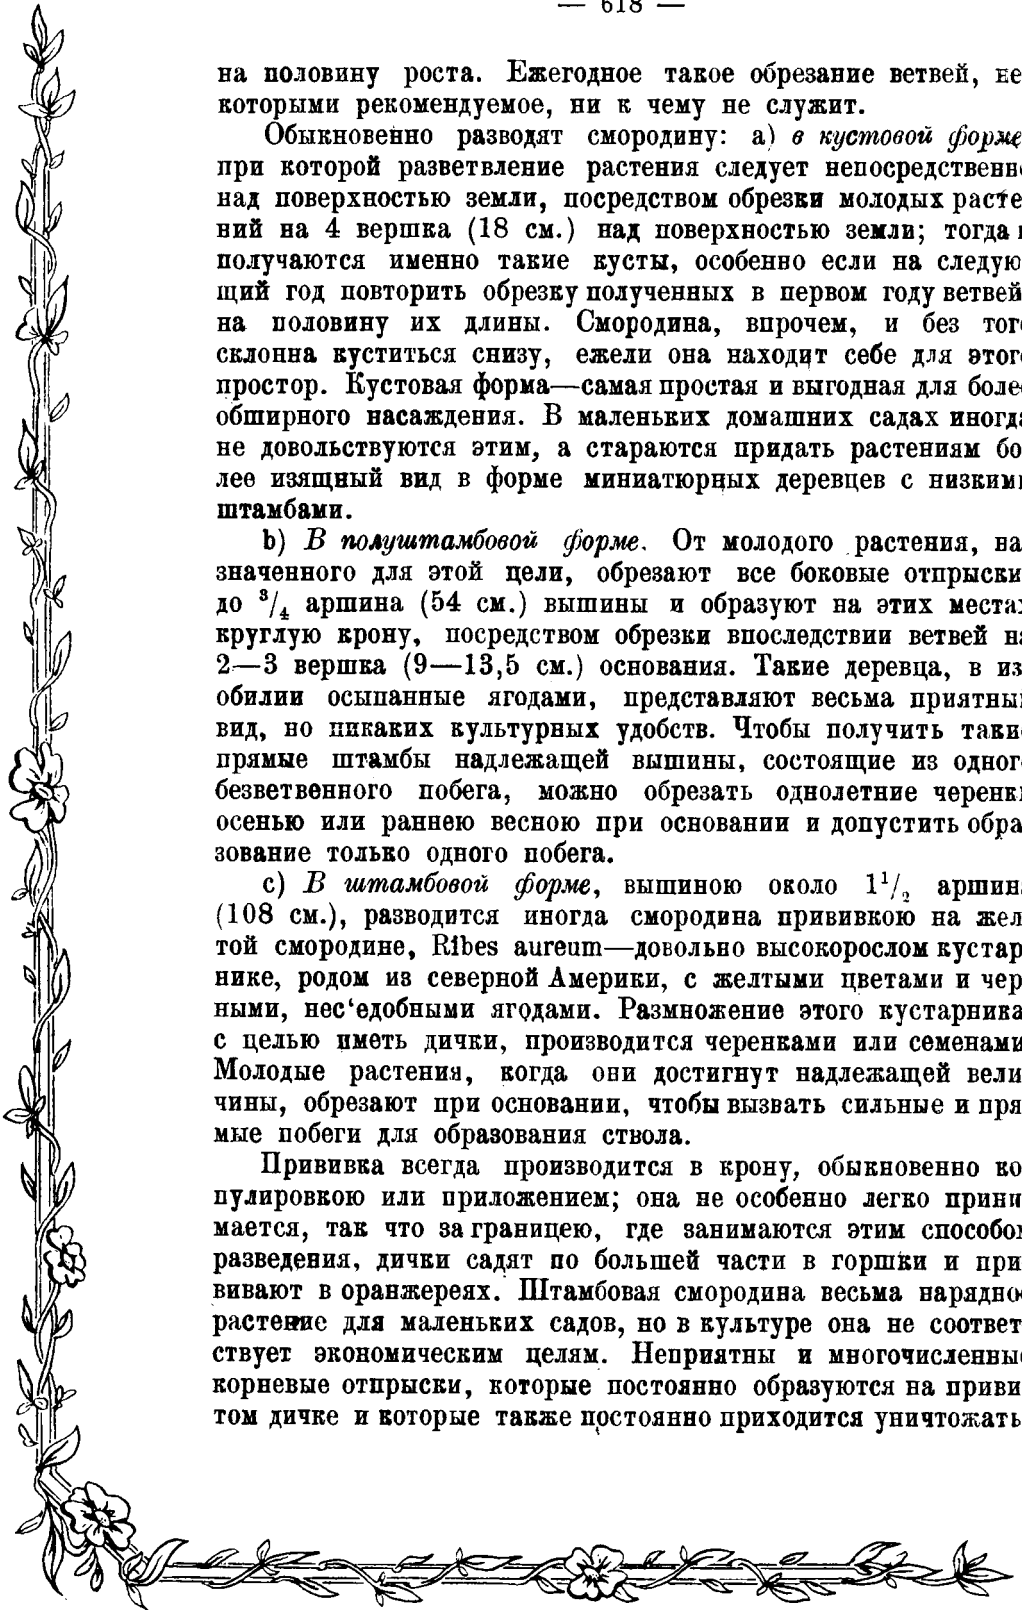 — 618 —
на половину роста. Ежегодное такое обрезание ветвей, не
которыми рекомендуемое, ни к чему не служит.
Обыкновенно разводят смородину: а) в кустовой форме
при которой разветвление растения следует непосредственн
над поверхностью земли, посредством обрезки молодых расте
ний на 4 вершка (18 см.) над поверхностью земли; тогда
получаются именно такие кусты, особенно если на следую
щий год повторить обрезку полученных в первом году ветвей
на половину их длины. Смородина, впрочем, и без того
склонна куститься снизу, ежели она находит себе для этого
простор. Кустовая форма—самая простая и выгодная для боле
обширного насаждения. В маленьких домашних садах иногда
не довольствуются этим, а стараются придать растениям бо
лее изящный вид в форме миниатюрных деревцев с низким
штамбами.
b) В полуштамбовой форме. От молодого растения, на
значенного для этой цели, обрезают все боковые отпрыски
до 3/4 аршина (54 см.) вышины и образуют на этих места
круглую крону, посредством обрезки впоследствии ветвей н
2—3 вершка (9—13,5 см.) основания. Такие деревца, в из
обилии осыпанные ягодами, представляют весьма приятны
вид, но никаких культурных удобств. Чтобы получить таки
прямые штамбы надлежащей вышины, состоящие из одног
безветвенного побега, можно обрезать однолетние черенк
осенью или раннею весною при основании и допустить обра
зование только одного побега.
c) В штамбовой форме, вышиною около 1 1/2 аршин
(108 см.), разводится иногда смородина прививкою на жел
той смородине, Ribes aureum—довольно высокорослом кустар
нике, родом из северной Америки, с желтыми цветами и чер
ными, нес‘едобными ягодами. Размножение этого кустарника
с целью иметь дички, производится черенками или семенами
Молодые растения, когда они достигнут надлежащей вели
чины, обрезают при основании, чтобы вызвать сильные и пря
мые побеги для образования ствола.
Прививка всегда производится в крону, обыкновенно ко
пулировкою или приложением; она не особенно легко прини
мается, так что за границею, где занимаются этим способо
разведения, дички садят по большей части в горшки и при
вивают в оранжереях. Штамбовая смородина весьма нарядно
растение для маленьких садов, но в культуре она не соответ
ствует экономическим целям. Неприятны и многочисленны
корневые отпрыски, которые постоянно образуются на приви
том дичке и которые также постоянно приходится уничтожать